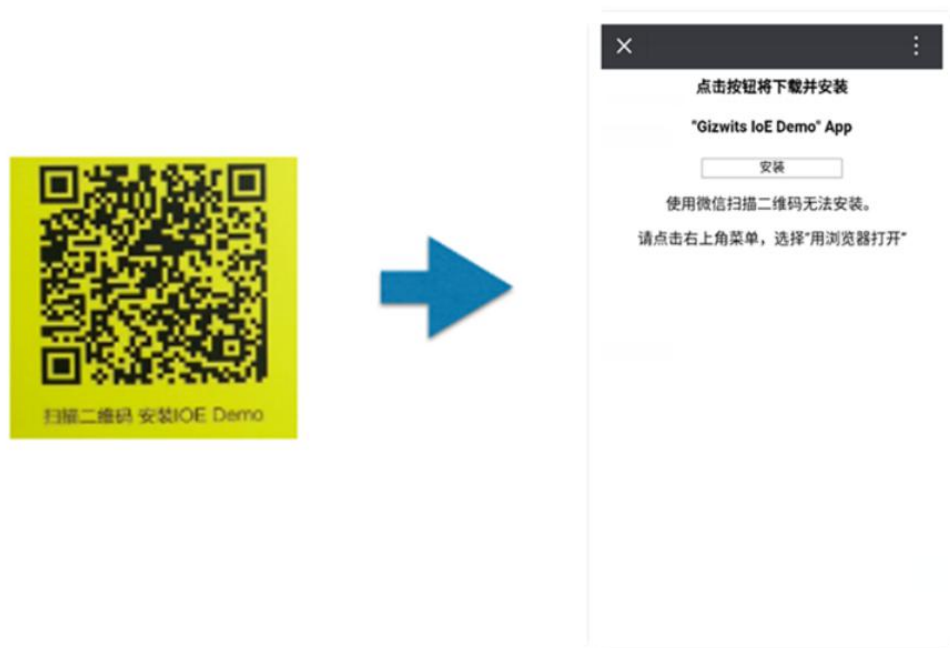 扫描二维码 安装IOE Demo
点击按钮将下载并安装
"Gizwits IoE Demo" App
安装
使用微信扫描二维码无法安装。
请点击右上角菜单，选择"用浏览器打开"